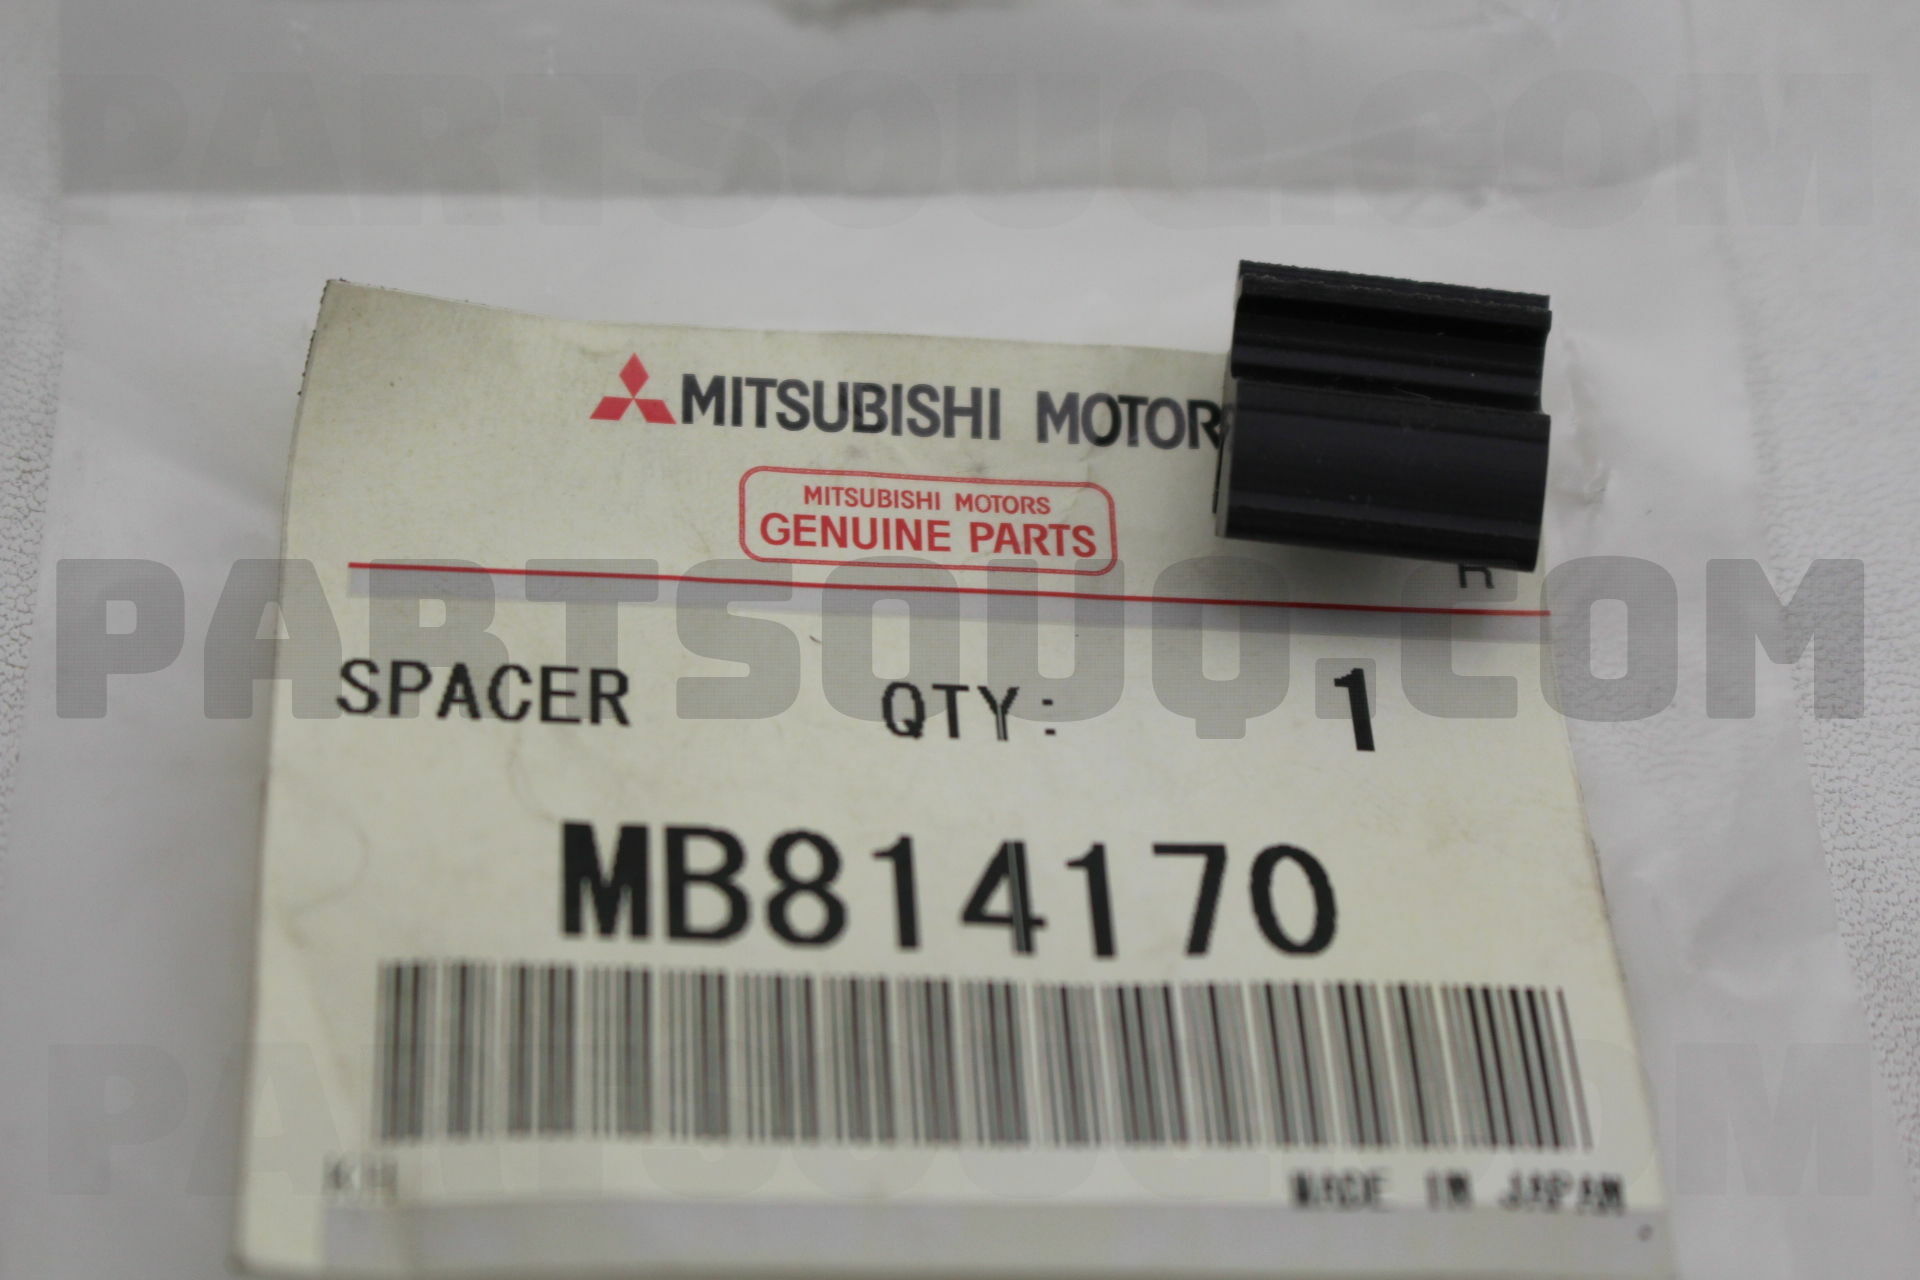 PARTSOUQ.COM
MITSUBISHI MOTOR
MITSUBISHI MOTORS
GENUINE PARTS
R
PARTSOUQ.COM
SPACER QTY: 1
MB814170
PARTSOUQ.COM
MADE IN JAPAN